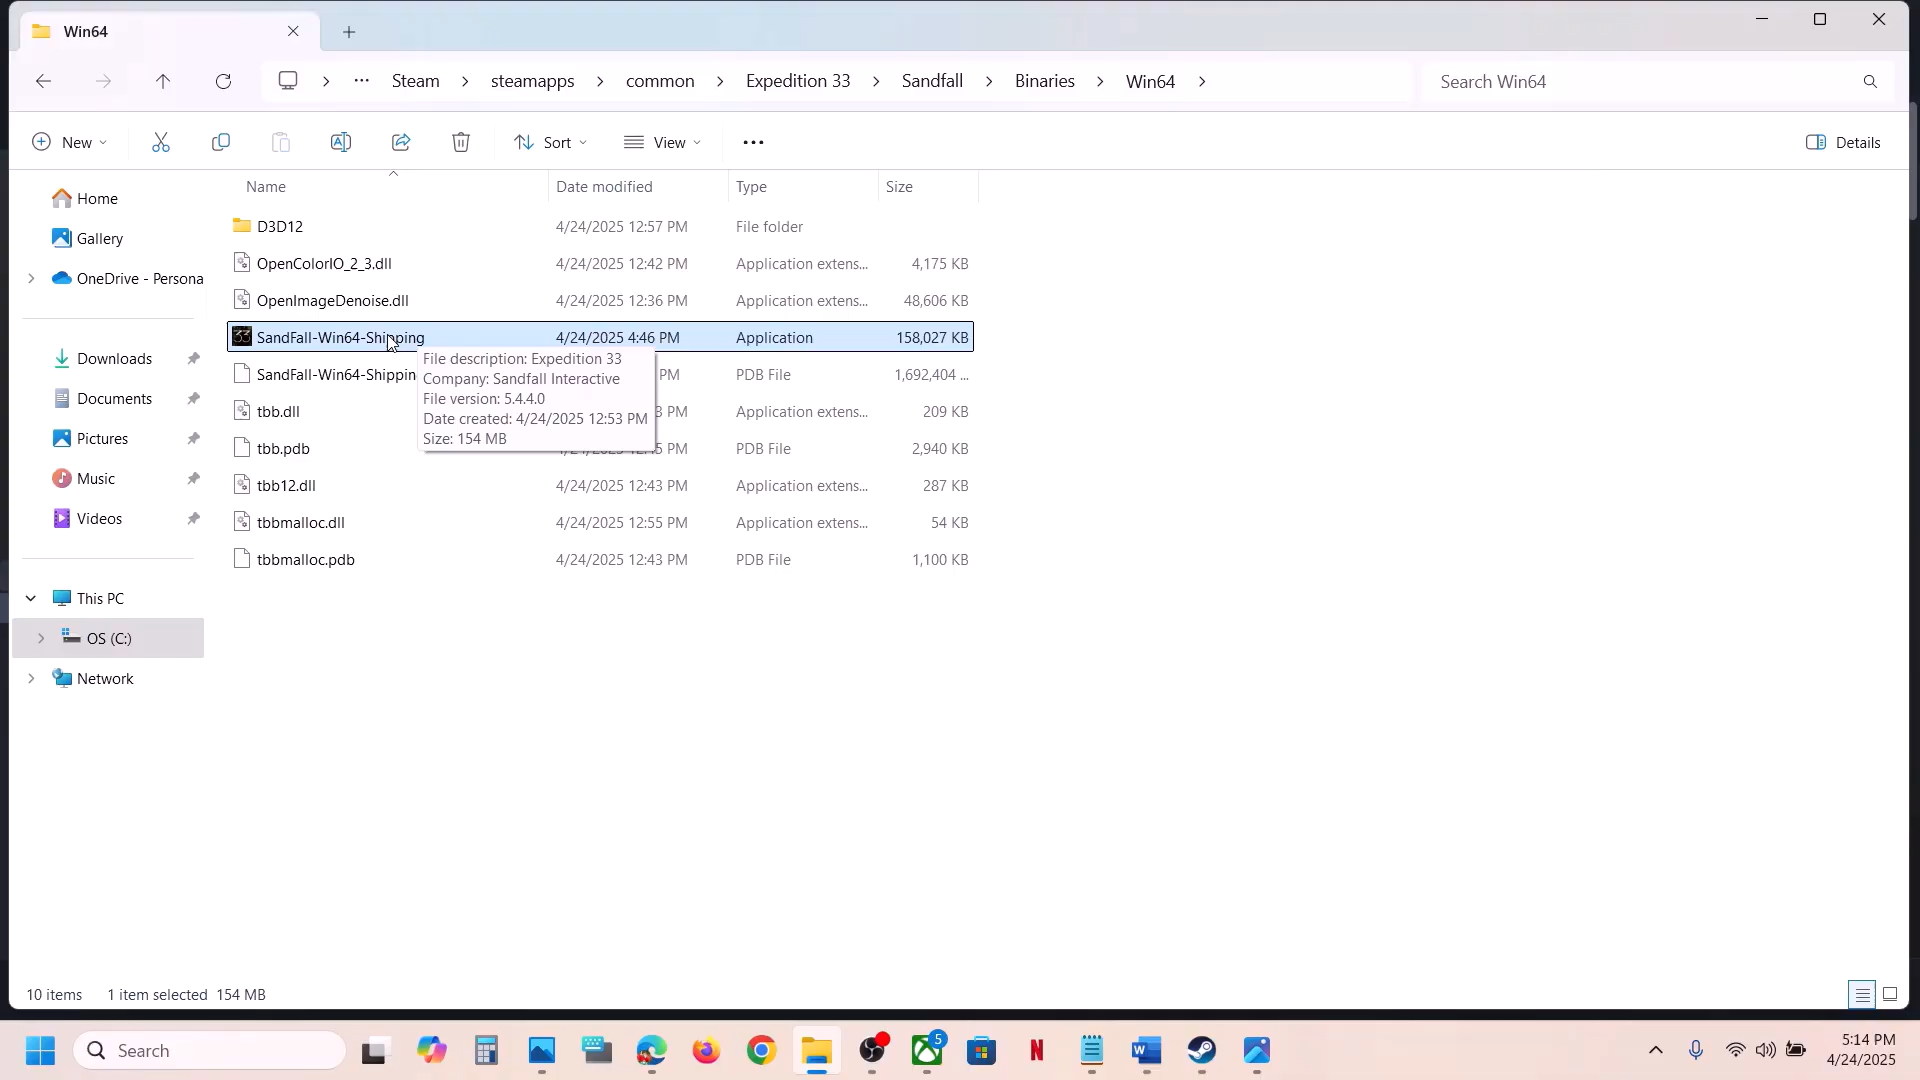 Win64
Steam > steamapps > common > Expedition 33 > Sandfall > Binaries > Win64 >
Search Win64
New
Sort
View
Details
Name
Date modified
Type
Size
Home
Gallery
OneDrive - Persona
Downloads
Documents
Pictures
Music
Videos
This PC
OS (C:)
Network
D3D12 4/24/2025 12:57 PM File folder
OpenColorIO_2_3.dll 4/24/2025 12:42 PM Application extens... 4,175 KB
OpenImageDenoise.dll 4/24/2025 12:36 PM Application extens... 48,606 KB
SandFall-Win64-Shipping 4/24/2025 4:46 PM Application 158,027 KB
SandFall-Win64-Shippin PM PDB File 1,692,404 ...
tbb.dll PM Application extens... 209 KB
tbb.pdb PM PDB File 2,940 KB
tbb12.dll 4/24/2025 12:43 PM Application extens... 287 KB
tbbmalloc.dll 4/24/2025 12:55 PM Application extens... 54 KB
tbbmalloc.pdb 4/24/2025 12:43 PM PDB File 1,100 KB
File description: Expedition 33
Company: Sandfall Interactive
File version: 5.4.4.0
Date created: 4/24/2025 12:53 PM
Size: 154 MB
10 items 1 item selected 154 MB
Search
5
5:14 PM
4/24/2025